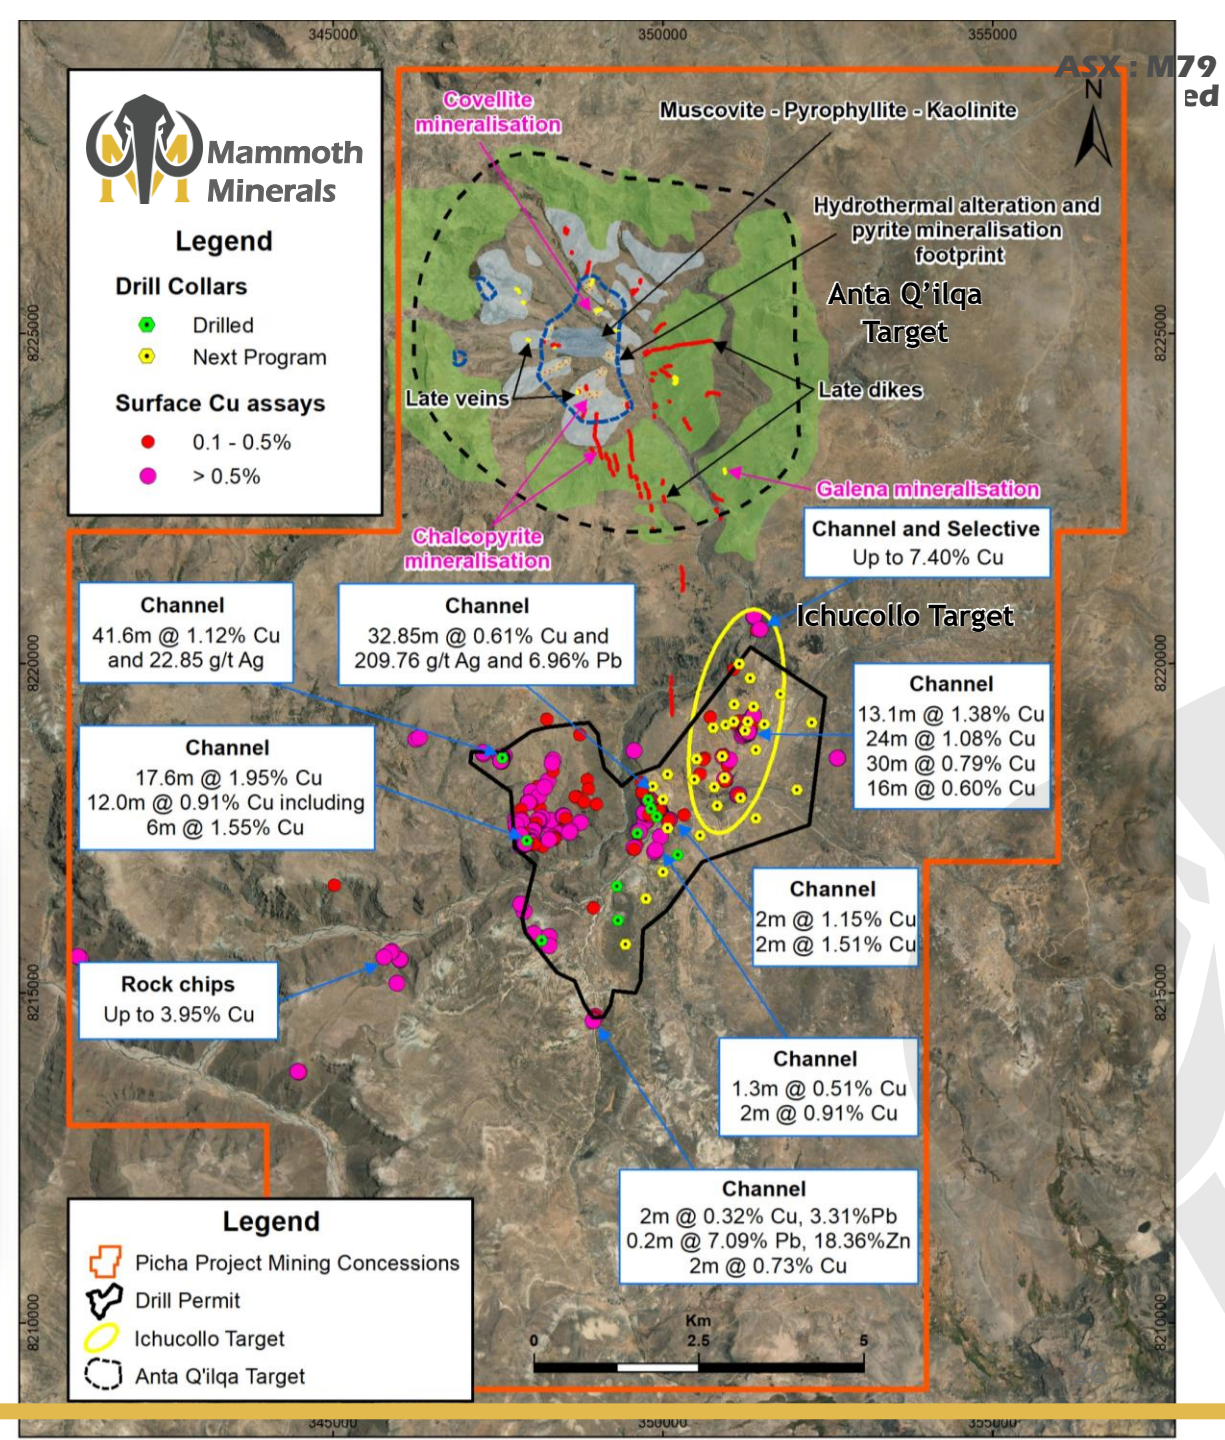 345000
350000
355000
ASX : M79
ed
N
Mammoth
Minerals
Legend
Drill Collars
Drilled
Next Program
Surface Cu assays
0.1 - 0.5%
> 0.5%
Covellite
mineralisation
Muscovite - Pyrophyllite - Kaolinite
Hydrothermal alteration and
pyrite mineralisation
footprint
Anta Q'ilqa
Target
8225000
8225000
Late veins
Late dikes
Galena mineralisation
Chalcopyrite
mineralisation
Channel and Selective
Up to 7.40% Cu
Channel
41.6m @ 1.12% Cu
and 22.85 g/t Ag
Channel
32.85m @ 0.61% Cu and
209.76 g/t Ag and 6.96% Pb
Ichucollo Target
8220000
8220000
Channel
13.1m @ 1.38% Cu
24m @ 1.08% Cu
30m @ 0.79% Cu
16m @ 0.60% Cu
Channel
17.6m @ 1.95% Cu
12.0m @ 0.91% Cu including
6m @ 1.55% Cu
Channel
2m @ 1.15% Cu
2m @ 1.51% Cu
Rock chips
Up to 3.95% Cu
8215000
8215000
Channel
1.3m @ 0.51% Cu
2m @ 0.91% Cu
Channel
2m @ 0.32% Cu, 3.31%Pb
0.2m @ 7.09% Pb, 18.36%Zn
2m @ 0.73% Cu
Legend
Picha Project Mining Concessions
Drill Permit
Ichucollo Target
Anta Q'ilqa Target
8210000
8210000
Km
0
2.5
5
345000
350000
355000